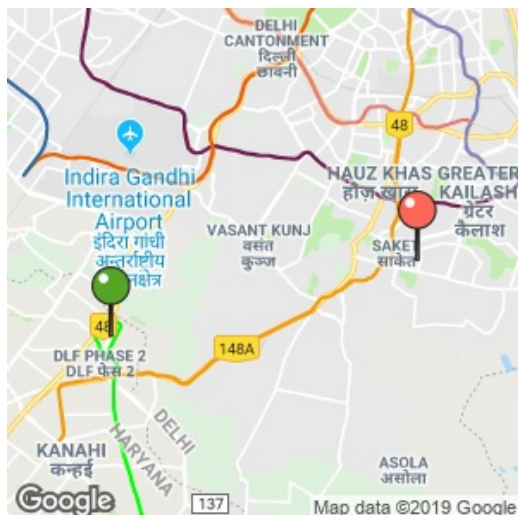 DELHI
CANTONMENT
दिल्ली
छावनी
48
Indira Gandhi
International
Airport
इंदिरा गांधी
अन्तर्राष्ट्रीय
HAUZ KHAS
GREATER
KAILASH
ग्रेटर
कैलाश
VASANT KUNJ
वसंत
कुञ्ज
SAKET
साकेत
48
DLF PHASE 2
DLF फेस 2
148A
KANAHI
कन्हई
DELHI
HARYANA
ASOLA
असोला
137
Google
Map data ©2019 Google